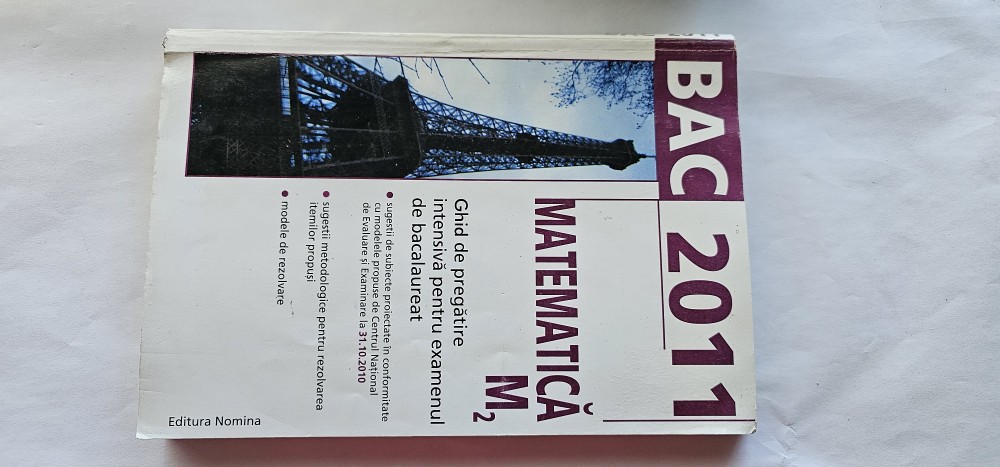 BAC 2011
MATEMATICĂ
M2
Ghid de pregătire
intensivă pentru examenul
de bacalaureat
• sugestii de subiecte proiectate în conformitate
cu modelele propuse de Centrul Național
de Evaluare și Examinare la 31.10.2010
• sugestii metodologice pentru rezolvarea
itemilor propuși
• modele de rezolvare
Editura Nomina